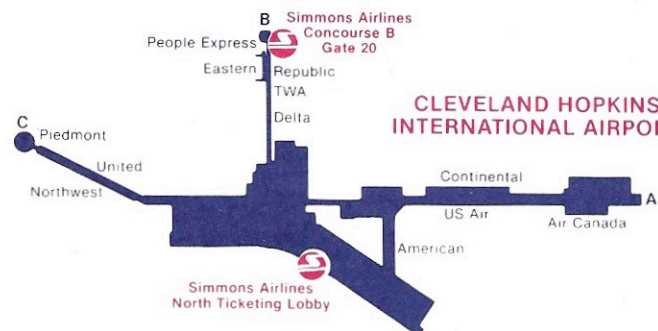 B
Simmons Airlines
Concourse B
Gate 20
People Express
Eastern
Republic
TWA
Delta
CLEVELAND HOPKINS
INTERNATIONAL AIRPO
C
Piedmont
United
Northwest
Continental
A
US Air
Air Canada
American
Simmons Airlines
North Ticketing Lobby